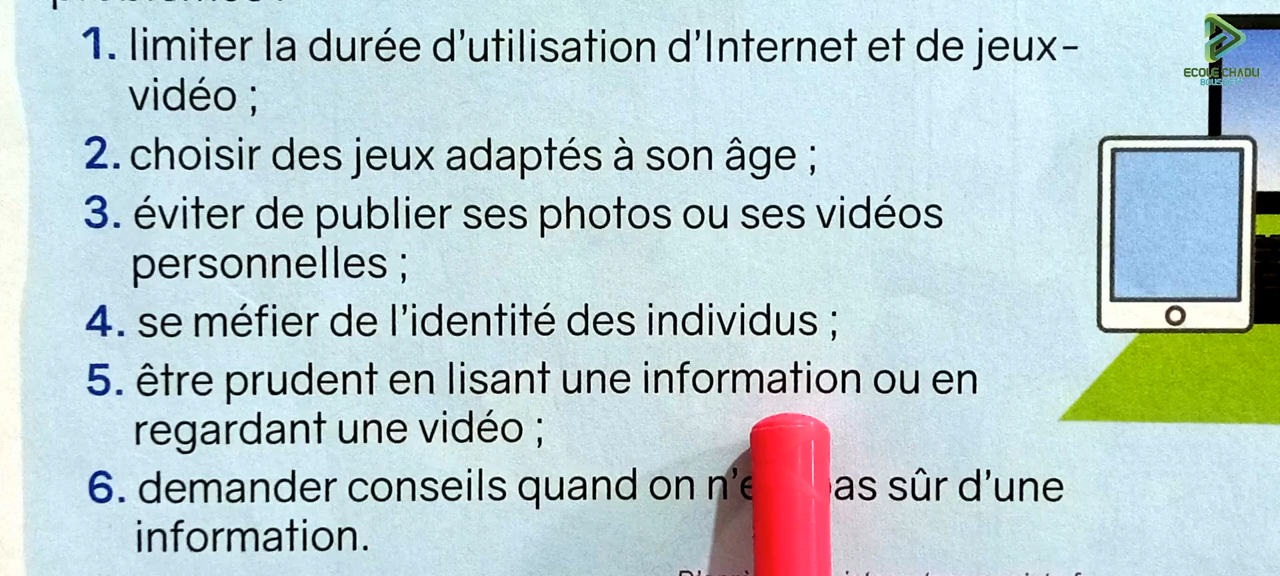 1. limiter la durée d'utilisation d'Internet et de jeux-
vidéo ;
2. choisir des jeux adaptés à son âge ;
3. éviter de publier ses photos ou ses vidéos
personnelles ;
4. se méfier de l'identité des individus ;
5. être prudent en lisant une information ou en
regardant une vidéo ;
6. demander conseils quand on pas sûr d'une
information.
ECOLE CHADLI